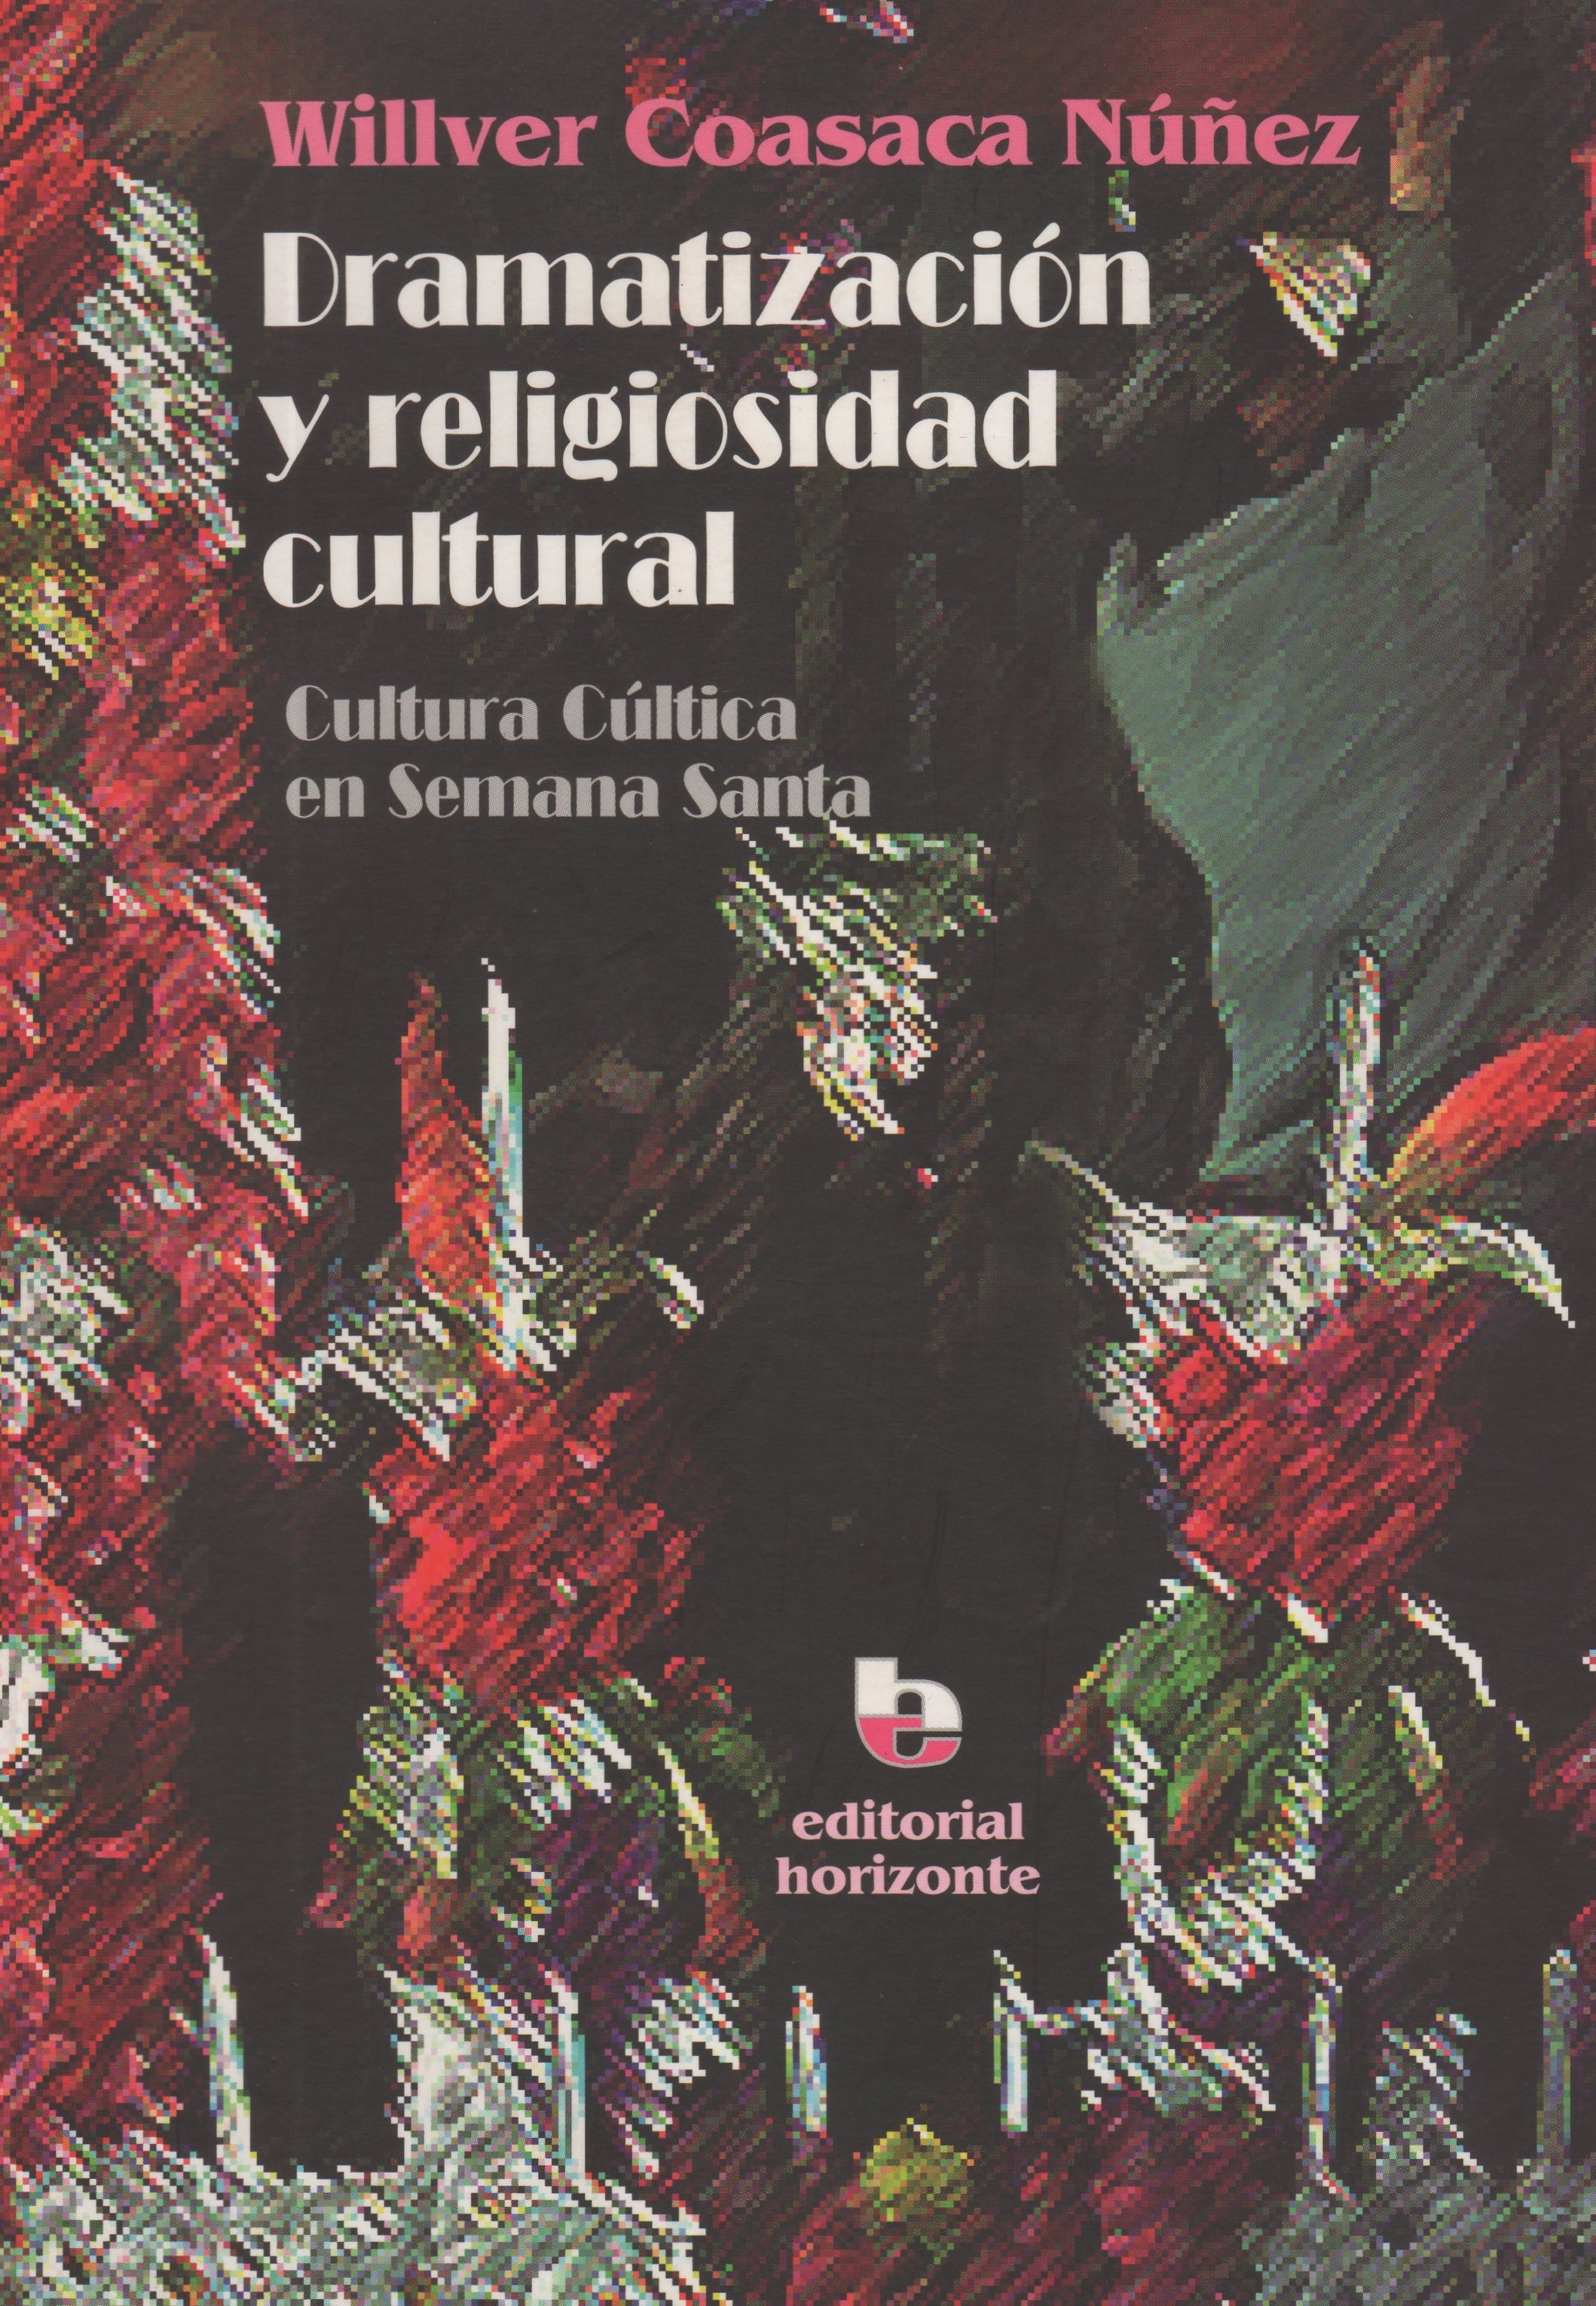 Willver Coasaca Núñez
Dramatización
y religiosidad
cultural
Cultura Cúltica
en Semana Santa
editorial
horizonte